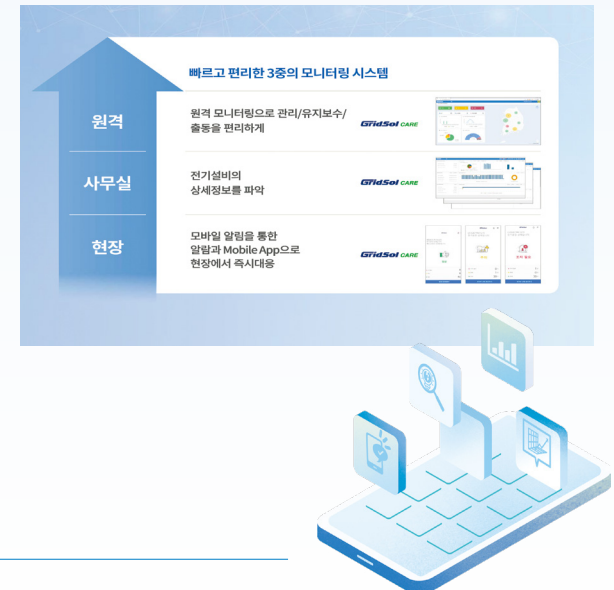 빠르고 편리한 3중의 모니터링 시스템
원격
원격 모니터링으로 관리/유지보수/
출동을 편리하게
GridSol CARE
사무실
전기설비의
상세정보를 파악
GridSol CARE
현장
모바일 알림을 통한
알람과 Mobile App으로
현장에서 즉시대응
GridSol CARE